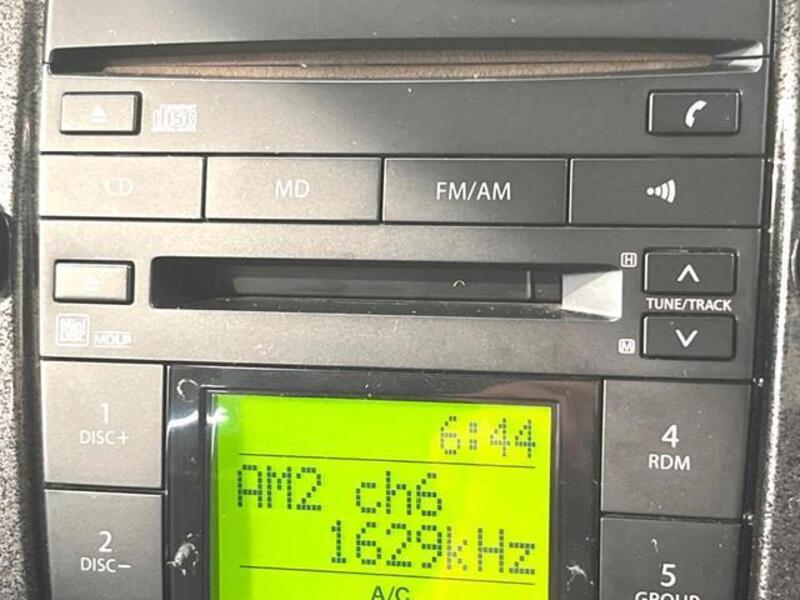 disc
CD MD FM/AM
H
TUNE/TRACK
Mini
Disc MDLP
M
1
DISC+
4
RDM
6:44
AM2 ch6
1629kHz
2
DISC−
5
GROUP
A/C